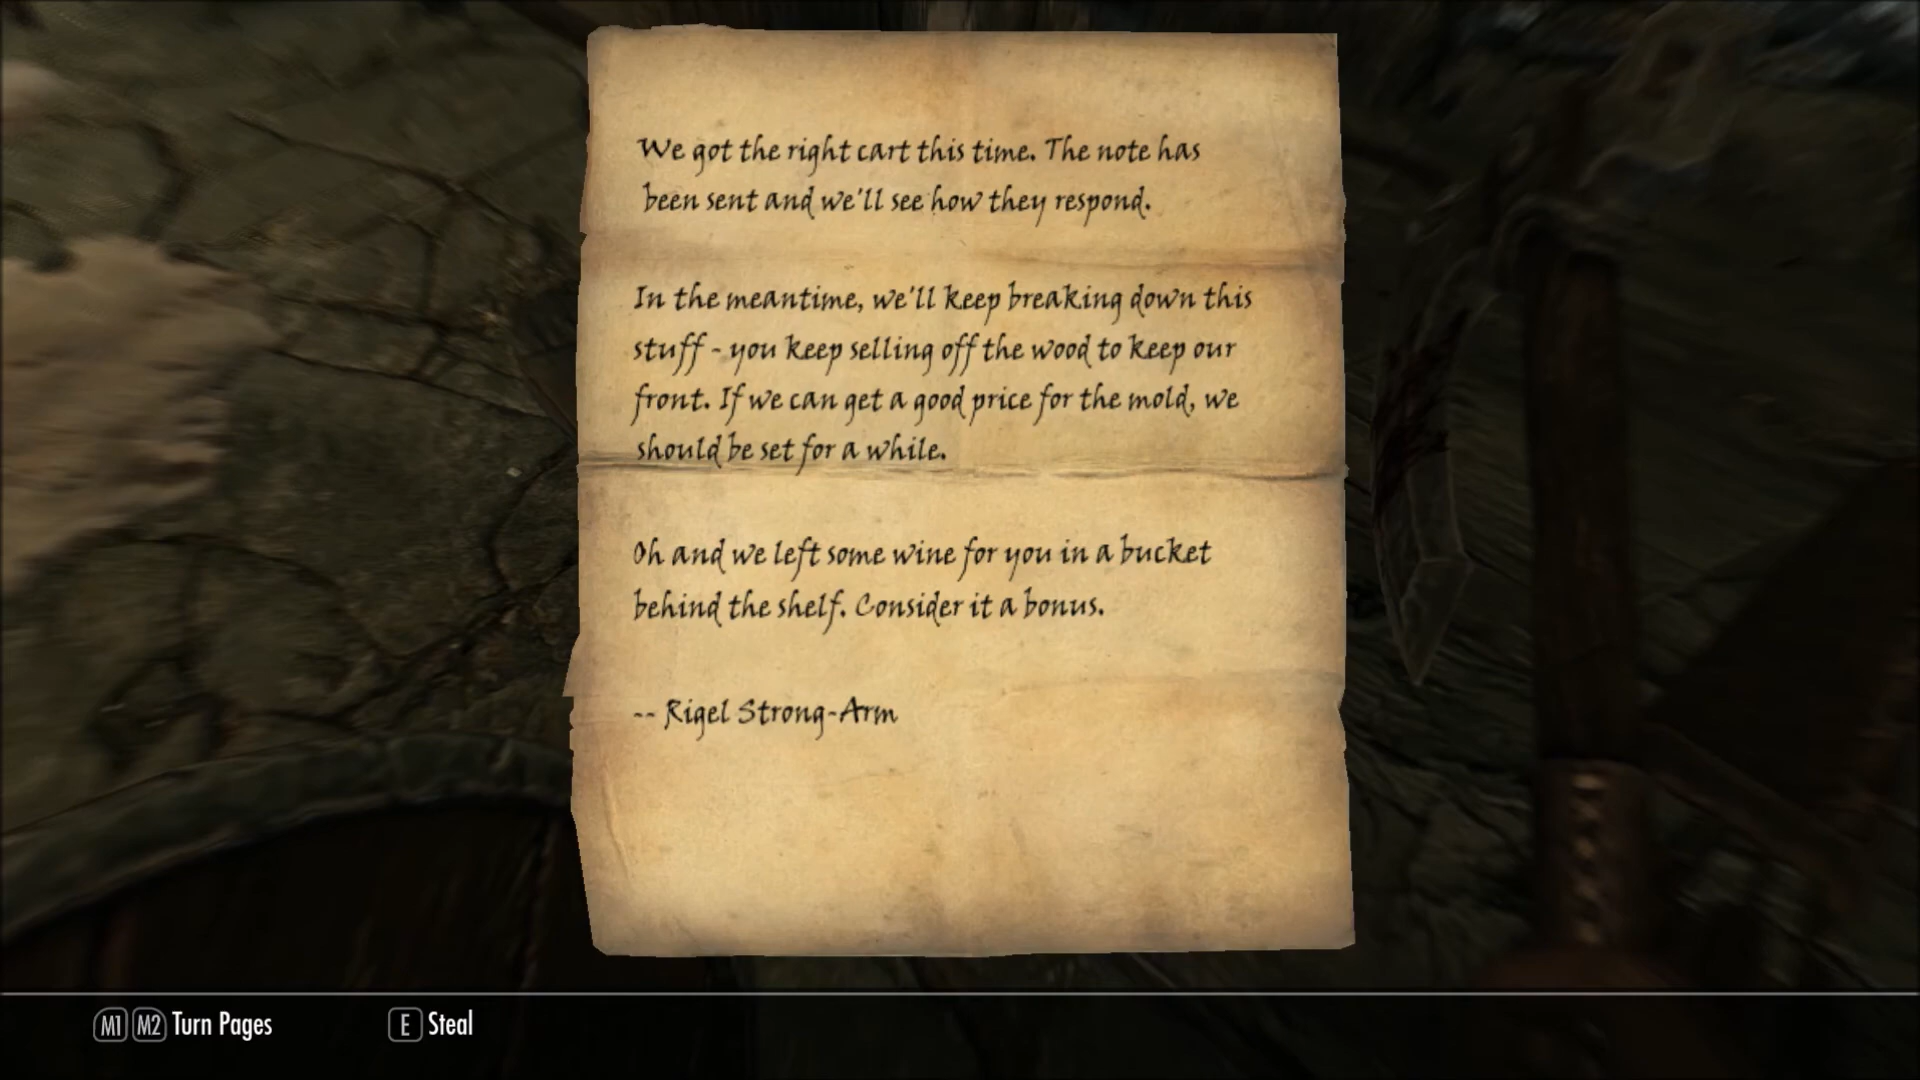 We got the right cart this time. The note has
been sent and we'll see how they respond.
In the meantime, we'll keep breaking down this
stuff - you keep selling off the wood to keep our
front. If we can get a good price for the mold, we
should be set for a while.
Oh and we left some wine for you in a bucket
behind the shelf. Consider it a bonus.
-- Rigel Strong-Arm
M1 M2 Turn Pages E Steal